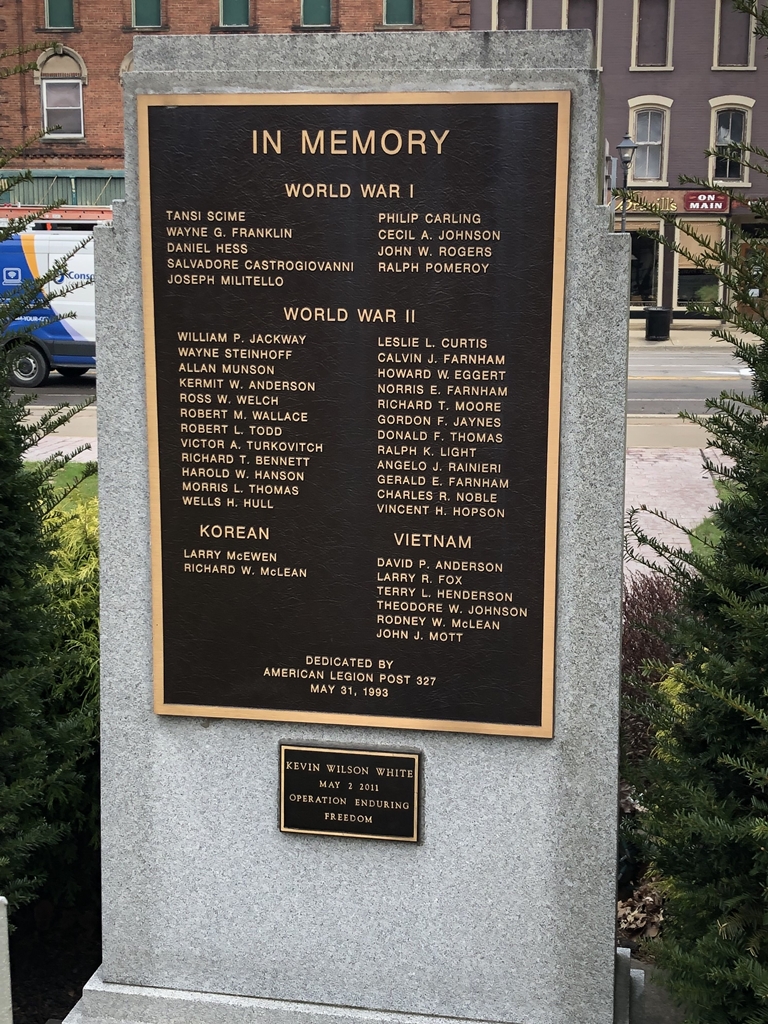 IN MEMORY
WORLD WAR I
TANSI SCIME
WAYNE G. FRANKLIN
DANIEL HESS
SALVADORE CASTROGIOVANNI
JOSEPH MILITELLO
PHILIP CARLING
CECIL A. JOHNSON
JOHN W. ROGERS
RALPH POMEROY
WORLD WAR II
WILLIAM P. JACKWAY
WAYNE STEINHOFF
ALLAN MUNSON
KERMIT W. ANDERSON
ROSS W. WELCH
ROBERT M. WALLACE
ROBERT L. TODD
VICTOR A. TURKOVITCH
RICHARD T. BENNETT
HAROLD W. HANSON
MORRIS L. THOMAS
WELLS H. HULL
LESLIE L. CURTIS
CALVIN J. FARNHAM
HOWARD W. EGGERT
NORRIS E. FARNHAM
RICHARD T. MOORE
GORDON F. JAYNES
DONALD F. THOMAS
RALPH K. LIGHT
ANGELO J. RAINIERI
GERALD E. FARNHAM
CHARLES R. NOBLE
VINCENT H. HOPSON
KOREAN
LARRY McEWEN
RICHARD W. McLEAN
VIETNAM
DAVID P. ANDERSON
LARRY R. FOX
TERRY L. HENDERSON
THEODORE W. JOHNSON
RODNEY W. McLEAN
JOHN J. MOTT
DEDICATED BY
AMERICAN LEGION POST 327
MAY 31, 1993
KEVIN WILSON WHITE
MAY 2 2011
OPERATION ENDURING
FREEDOM
ON
MAIN